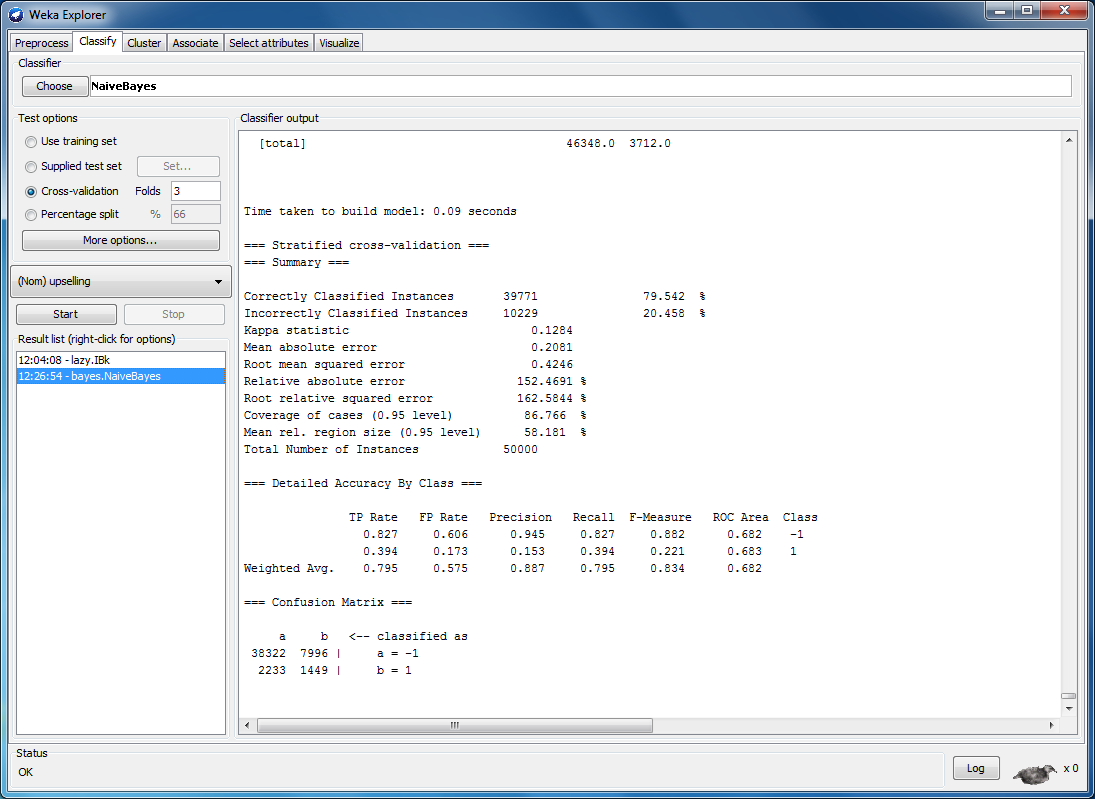 Weka Explorer
Preprocess Classify Cluster Associate Select attributes Visualize
Classifier
Choose NaiveBayes
Test options
Use training set
Supplied test set Set...
Cross-validation Folds 3
Percentage split % 66
More options...
(Nom) upselling
Start Stop
Result list (right-click for options)
12:04:08 - lazy.IBk
12:26:54 - bayes.NaiveBayes
Classifier output
[total] 46348.0 3712.0
Time taken to build model: 0.09 seconds
=== Stratified cross-validation ===
=== Summary ===
Correctly Classified Instances 39771 79.542 %
Incorrectly Classified Instances 10229 20.458 %
Kappa statistic 0.1284
Mean absolute error 0.2081
Root mean squared error 0.4246
Relative absolute error 152.4691 %
Root relative squared error 162.5844 %
Coverage of cases (0.95 level) 86.766 %
Mean rel. region size (0.95 level) 58.181 %
Total Number of Instances 50000
=== Detailed Accuracy By Class ===
TP Rate FP Rate Precision Recall F-Measure ROC Area Class
0.827 0.606 0.945 0.827 0.882 0.682 -1
0.394 0.173 0.153 0.394 0.221 0.683 1
Weighted Avg. 0.795 0.575 0.887 0.795 0.834 0.682
=== Confusion Matrix ===
a b <-- classified as
38322 7996 | a = -1
2233 1449 | b = 1
Status
OK
Log x 0